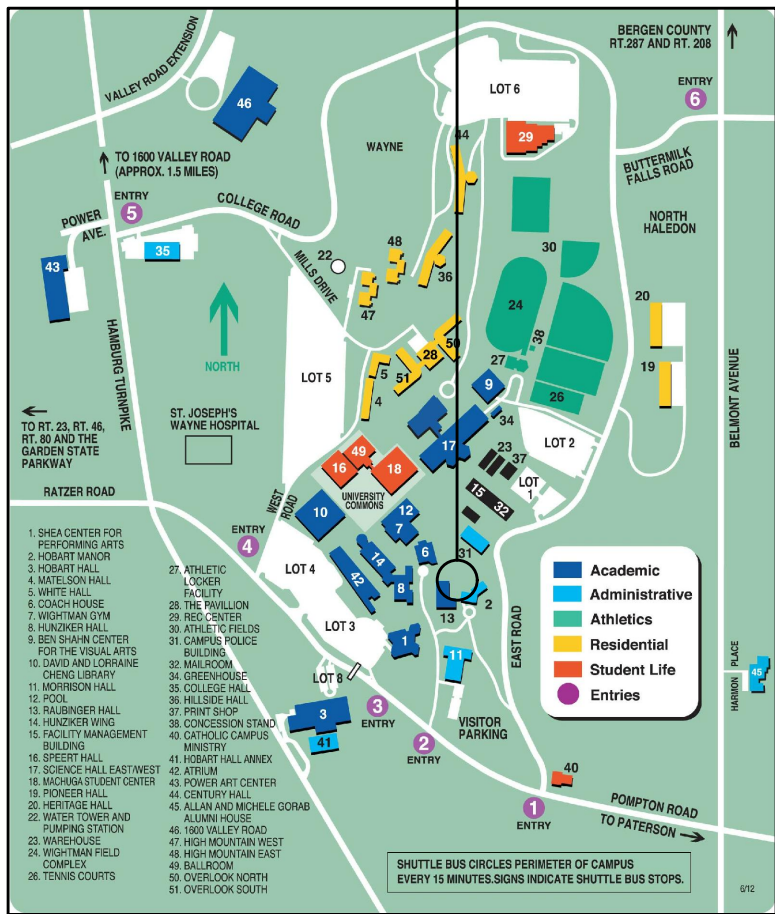 BERGEN COUNTY
RT.287 AND RT. 208
VALLEY ROAD EXTENSION
46
LOT 6
ENTRY
6
44
29
WAYNE
TO 1600 VALLEY ROAD
(APPROX. 1.5 MILES)
BUTTERMILK
FALLS ROAD
ENTRY
5
COLLEGE ROAD
POWER
AVE.
NORTH
HALEDON
35
43
22
48
36
30
MILLS DRIVE
47
24
20
38
NORTH
50
28
27
19
HAMBURG TURNPIKE
LOT 5
5
51
4
9
26
BELMONT AVENUE
TO RT. 23, RT. 46,
RT. 80 AND THE
GARDEN STATE
PARKWAY
ST. JOSEPH'S
WAYNE HOSPITAL
34
17
LOT 2
23
37
49
16
18
LOT
1
RATZER ROAD
WEST
ROAD
UNIVERSITY
COMMONS
15
32
10
12
7
ENTRY
4
6
31
14
LOT 4
42
8
13
2
EAST ROAD
LOT 3
1
11
LOT 8
3
41
3
ENTRY
VISITOR
PARKING
2
ENTRY
40
1
ENTRY
POMPTON ROAD
TO PATERSON
HARMON PLACE
45
Academic
Administrative
Athletics
Residential
Student Life
Entries
1. SHEA CENTER FOR
PERFORMING ARTS
2. HOBART MANOR
3. HOBART HALL
4. MATELSON HALL
5. WHITE HALL
6. COACH HOUSE
7. WIGHTMAN GYM
8. HUNZIKER HALL
9. BEN SHAHN CENTER
FOR THE VISUAL ARTS
10. DAVID AND LORRAINE
CHENG LIBRARY
11. MORRISON HALL
12. POOL
13. RAUBINGER HALL
14. HUNZIKER WING
15. FACILITY MANAGEMENT
BUILDING
16. SPEERT HALL
17. SCIENCE HALL EAST/WEST
18. MACHUGA STUDENT CENTER
19. PIONEER HALL
20. HERITAGE HALL
22. WATER TOWER AND
PUMPING STATION
23. WAREHOUSE
24. WIGHTMAN FIELD
COMPLEX
26. TENNIS COURTS
27. ATHLETIC
LOCKER
FACILITY
28. THE PAVILLION
29. REC CENTER
30. ATHLETIC FIELDS
31. CAMPUS POLICE
BUILDING
32. MAILROOM
34. GREENHOUSE
35. COLLEGE HALL
36. HILLSIDE HALL
37. PRINT SHOP
38. CONCESSION STAND
40. CATHOLIC CAMPUS
MINISTRY
41. HOBART HALL ANNEX
42. ATRIUM
43. POWER ART CENTER
44. CENTURY HALL
45. ALLAN AND MICHELE GORAB
ALUMNI HOUSE
46. 1600 VALLEY ROAD
47. HIGH MOUNTAIN WEST
48. HIGH MOUNTAIN EAST
49. BALLROOM
50. OVERLOOK NORTH
51. OVERLOOK SOUTH
SHUTTLE BUS CIRCLES PERIMETER OF CAMPUS
EVERY 15 MINUTES.SIGNS INDICATE SHUTTLE BUS STOPS.
6/12